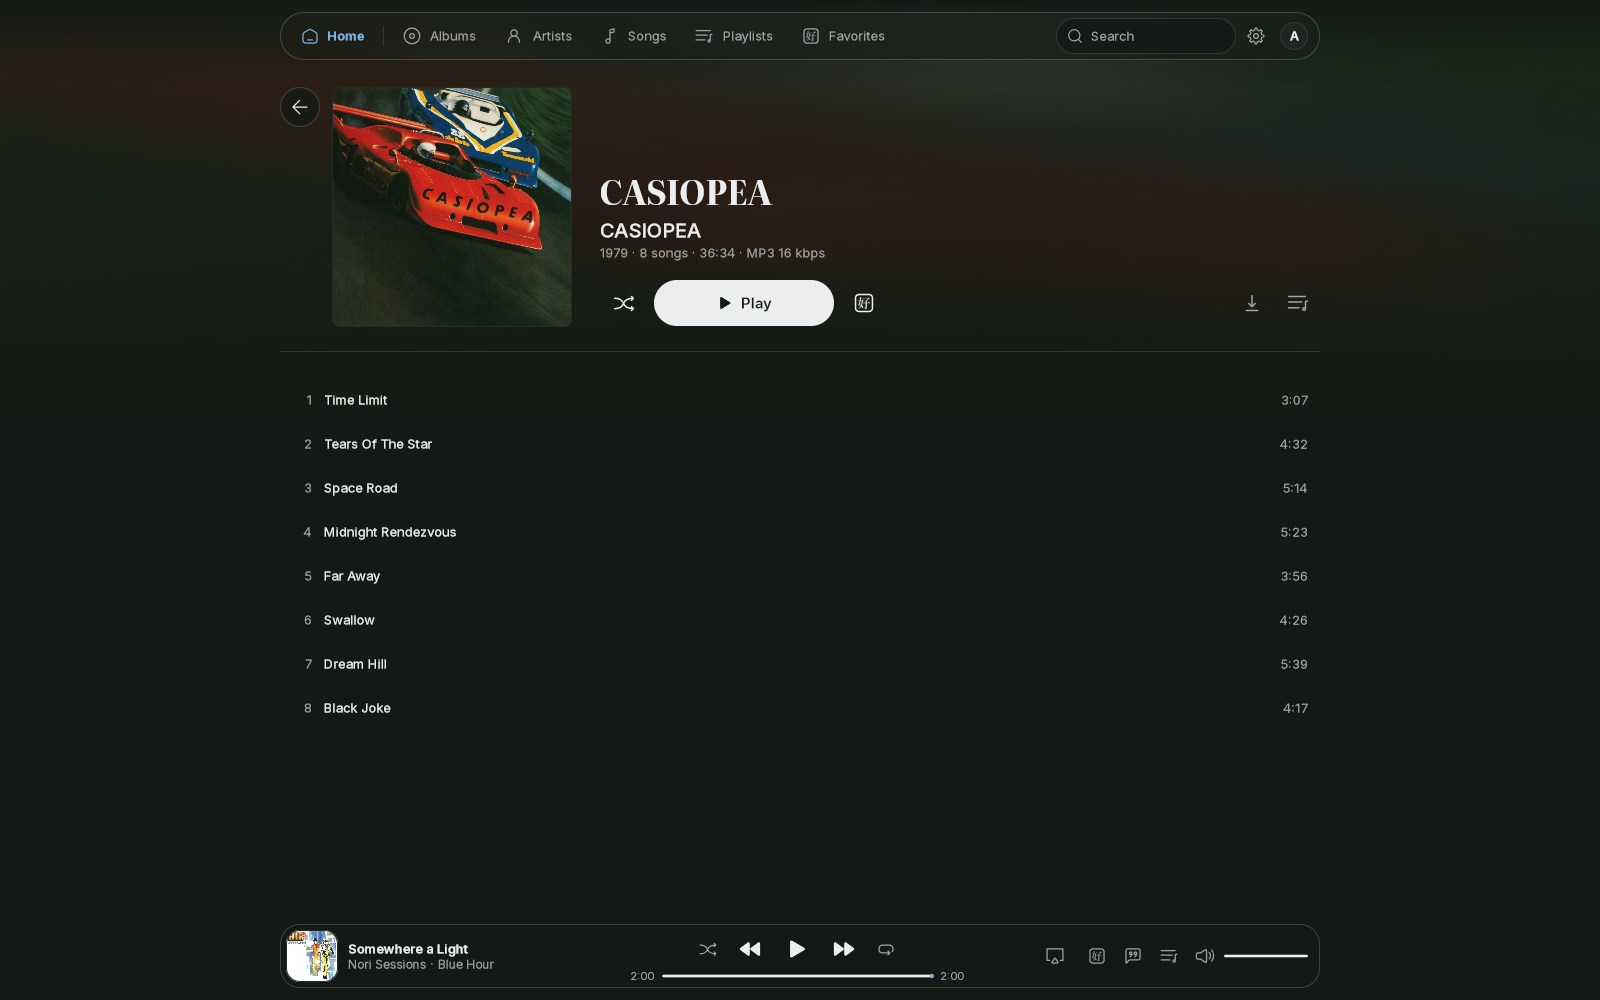 Home
Albums
Artists
Songs
Playlists
好 Favorites
Search
A
CASIOPEA
CASIOPEA
CASIOPEA
1979 · 8 songs · 36:34 · MP3 16 kbps
Play
好
1 Time Limit 3:07
2 Tears Of The Star 4:32
3 Space Road 5:14
4 Midnight Rendezvous 5:23
5 Far Away 3:56
6 Swallow 4:26
7 Dream Hill 5:39
8 Black Joke 4:17
Somewhere a Light
Nori Sessions · Blue Hour
2:00
2:00
好